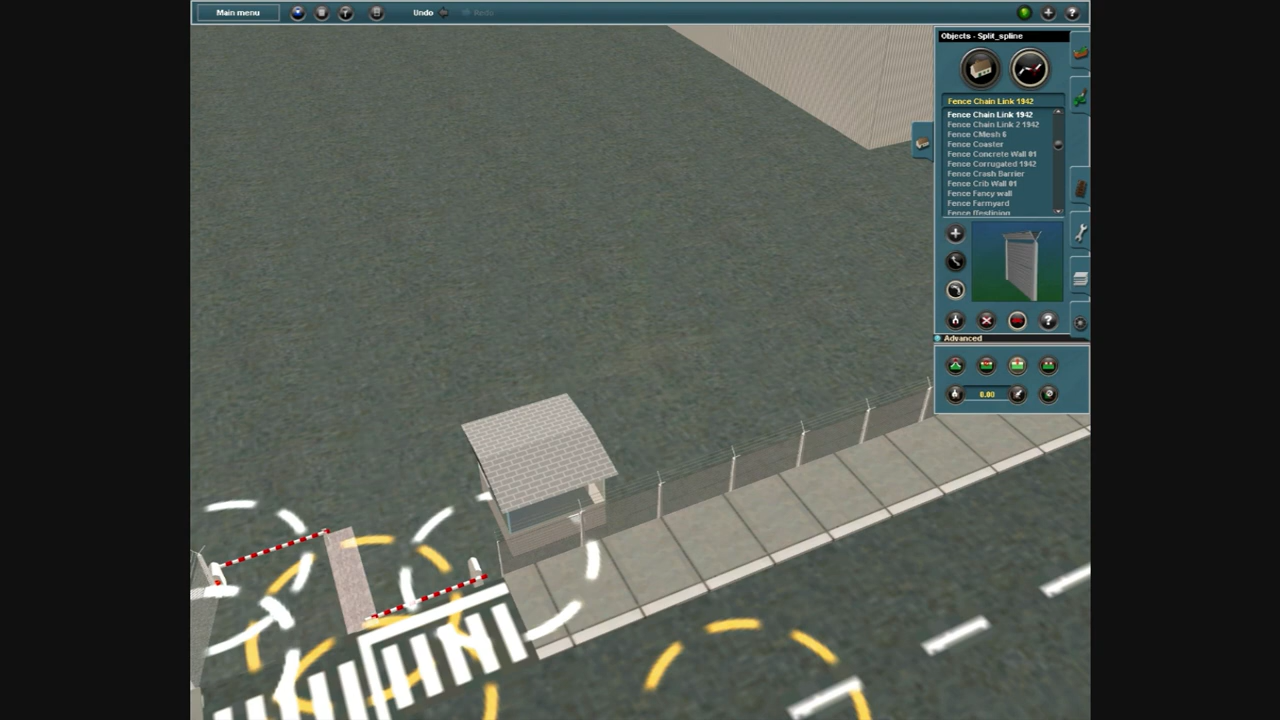 Main menu
Undo
Redo
?
Objects - Split_spline
Fence Chain Link 1942
Fence Chain Link 1942
Fence Chain Link 2 1942
Fence CMesh 6
Fence Coaster
Fence Concrete Wall 01
Fence Corrugated 1942
Fence Crash Barrier
Fence Crib Wall 01
Fence Fancy wall
Fence Farmyard
?
Advanced
0.00